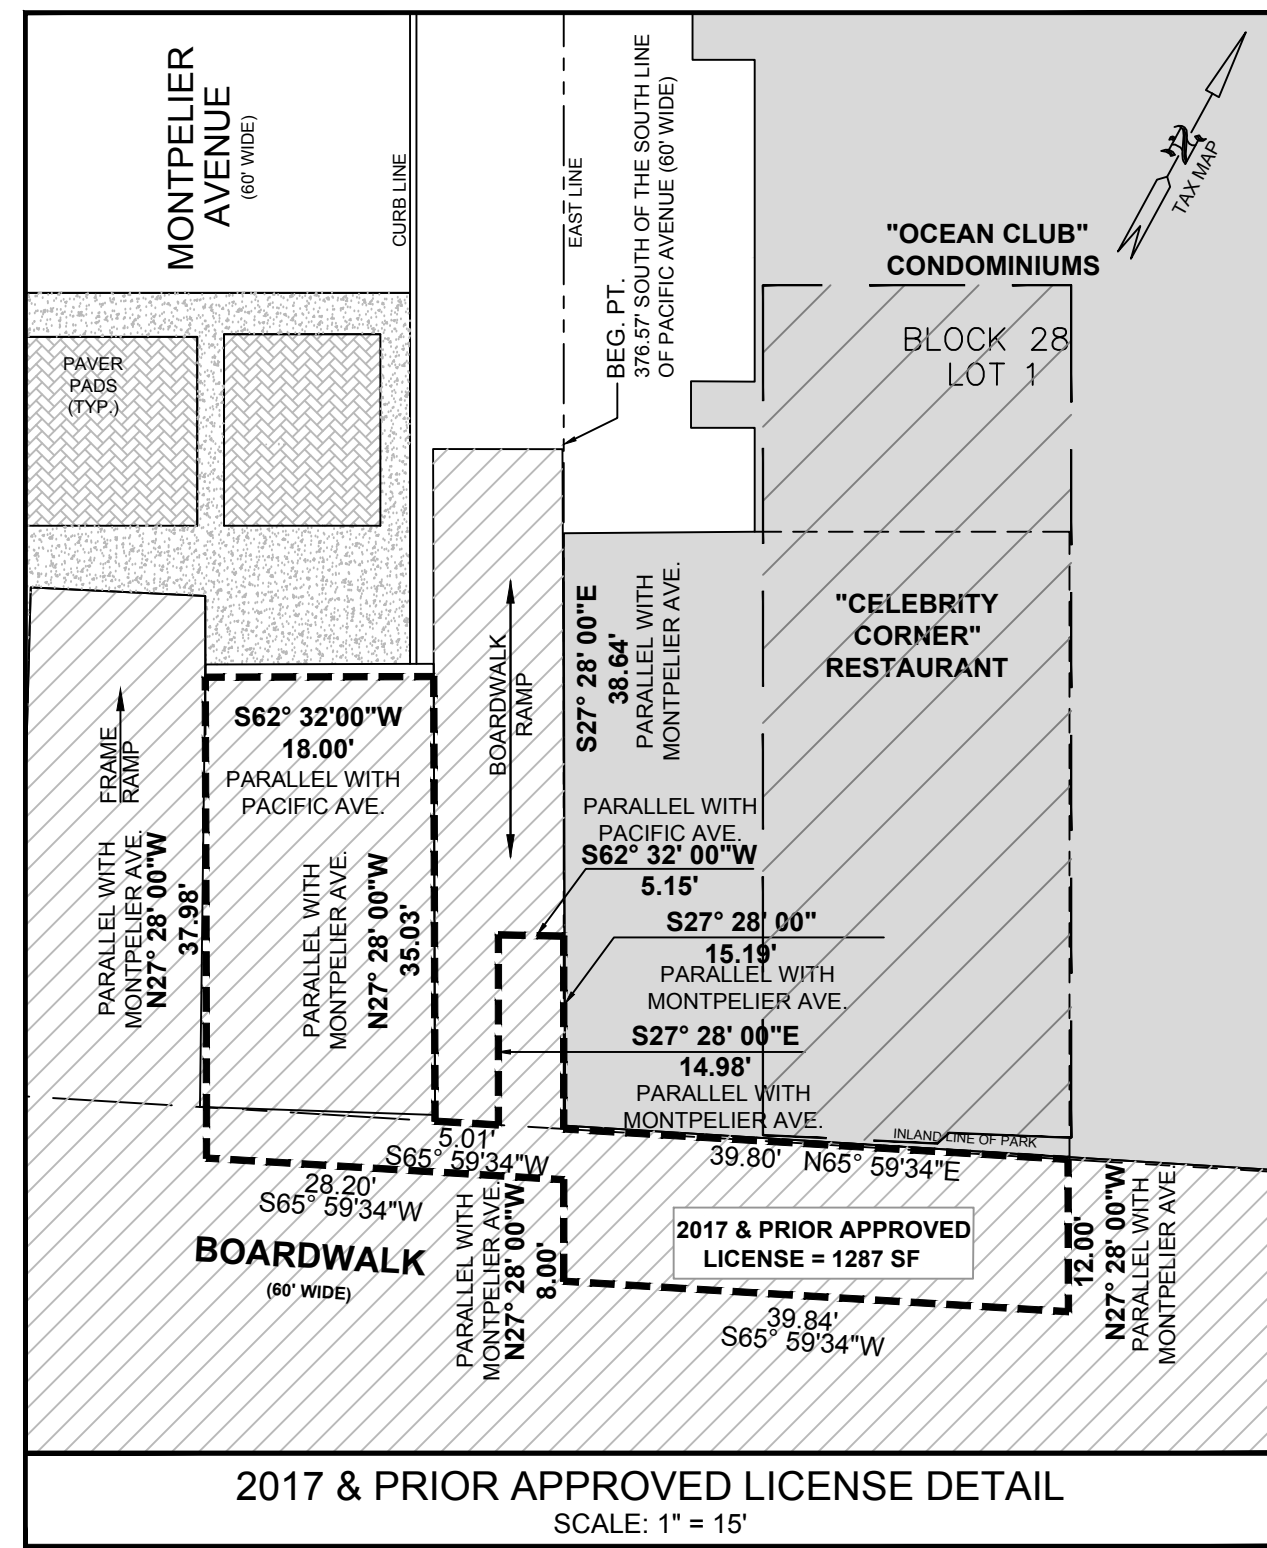 MONTPELIER
AVENUE
(60' WIDE)
CURB LINE
EAST LINE
BEG. PT.
376.57' SOUTH OF THE SOUTH LINE
OF PACIFIC AVENUE (60' WIDE)
N
TAX MAP
"OCEAN CLUB"
CONDOMINIUMS
BLOCK 28
LOT 1
PAVER
PADS
(TYP.)
"CELEBRITY
CORNER"
RESTAURANT
S27° 28' 00"E
38.64'
PARALLEL WITH
MONTPELIER AVE.
BOARDWALK
RAMP
FRAME
RAMP
S62° 32'00"W
18.00'
PARALLEL WITH
PACIFIC AVE.
PARALLEL WITH
PACIFIC AVE.
S62° 32' 00"W
5.15'
PARALLEL WITH
MONTPELIER AVE.
N27° 28' 00"W
37.98'
PARALLEL WITH
MONTPELIER AVE.
N27° 28' 00"W
35.03'
S27° 28' 00"
15.19'
PARALLEL WITH
MONTPELIER AVE.
S27° 28' 00"E
14.98'
PARALLEL WITH
MONTPELIER AVE.
INLAND LINE OF PARK
5.01'
S65° 59'34"W
39.80' N65° 59'34"E
28.20'
S65° 59'34"W
BOARDWALK
(60' WIDE)
PARALLEL WITH
MONTPELIER AVE.
N27° 28' 00"W
8.00'
2017 & PRIOR APPROVED
LICENSE = 1287 SF
12.00'
N27° 28' 00"W
PARALLEL WITH
MONTPELIER AVE.
39.84'
S65° 59'34"W
2017 & PRIOR APPROVED LICENSE DETAIL
SCALE: 1" = 15'